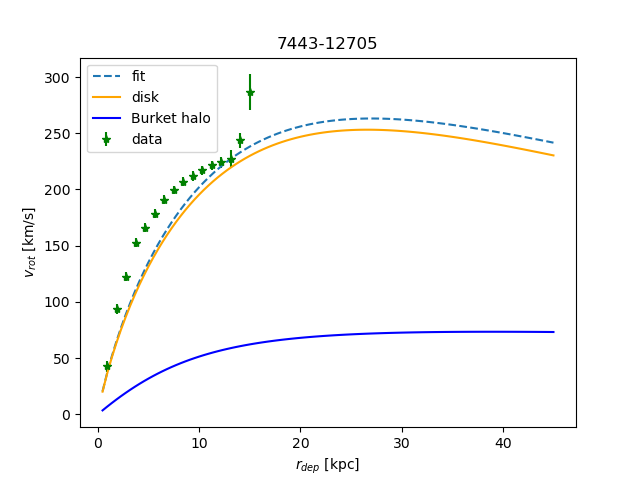 7443-12705
fit
disk
Burket halo
data
300
250
200
150
100
50
0
v_rot [km/s]
0 10 20 30 40
r_dep [kpc]